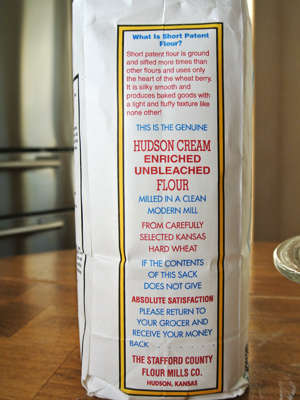 What Is Short Patent
Flour?
Short patent flour is ground
and sifted more times than
other flours and uses only
the heart of the wheat berry.
It is silky smooth and
produces baked goods with
a light and fluffy texture like
none other!
THIS IS THE GENUINE
HUDSON CREAM
ENRICHED
UNBLEACHED
FLOUR
MILLED IN A CLEAN
MODERN MILL
FROM CAREFULLY
SELECTED KANSAS
HARD WHEAT
IF THE CONTENTS
OF THIS SACK
DOES NOT GIVE
ABSOLUTE SATISFACTION
PLEASE RETURN TO
YOUR GROCER AND
RECEIVE YOUR MONEY
BACK . . . . . . . . . . . .
THE STAFFORD COUNTY
FLOUR MILLS CO.
HUDSON, KANSAS